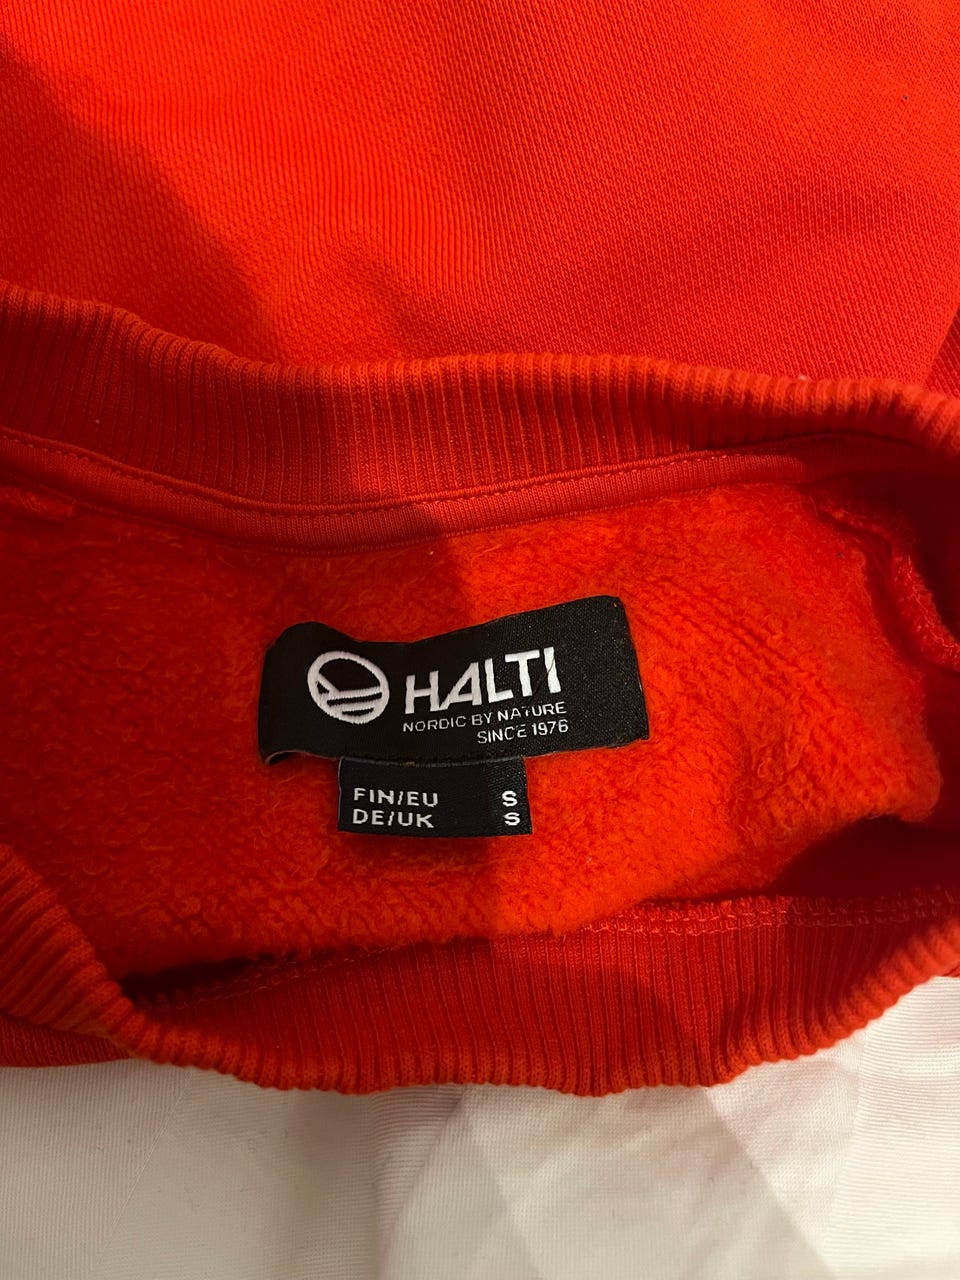 HALTI
NORDIC BY NATURE
SINCE 1976
FIN/EU S
DE/UK S